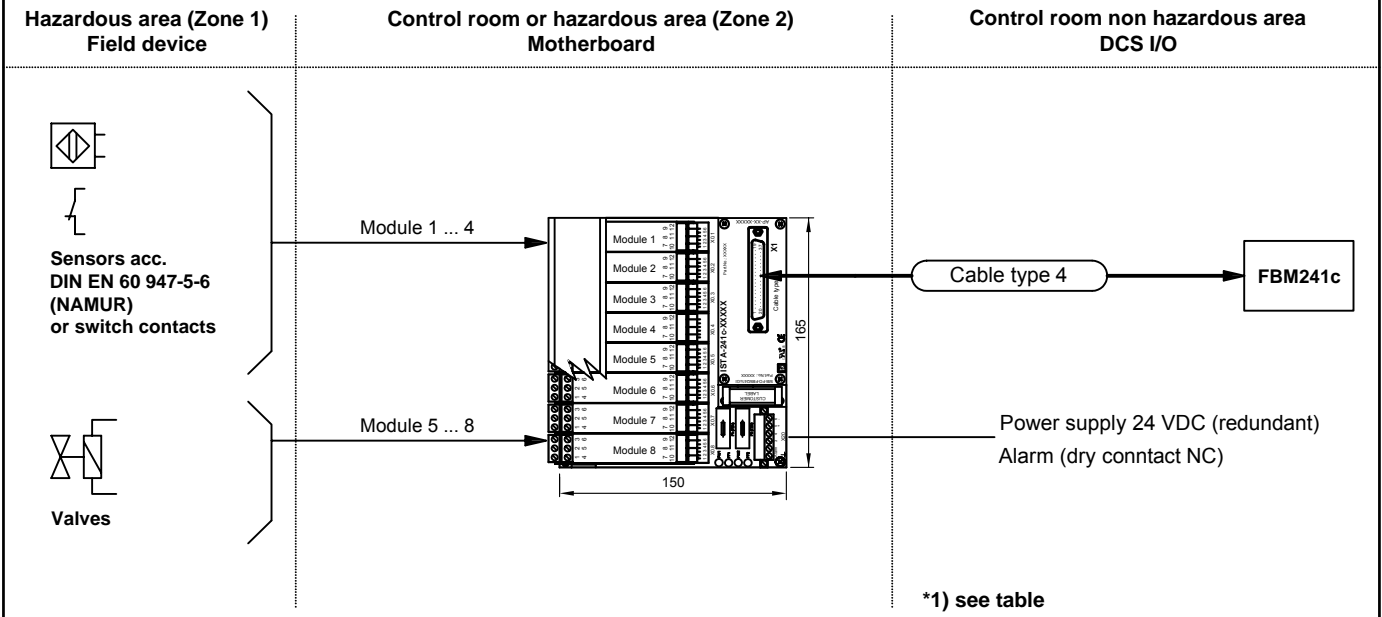 Hazardous area (Zone 1)
Field device
Control room or hazardous area (Zone 2)
Motherboard
Control room non hazardous area
DCS I/O
Sensors acc.
DIN EN 60 947-5-6
(NAMUR)
or switch contacts
Module 1 ... 4
Module 5 ... 8
Valves
Module 1
Module 2
Module 3
Module 4
Module 5
Module 6
Module 7
Module 8
X1
CUSTOMER
LABEL
165
150
Cable type 4
FBM241c
Power supply 24 VDC (redundant)
Alarm (dry conntact NC)
*1) see table